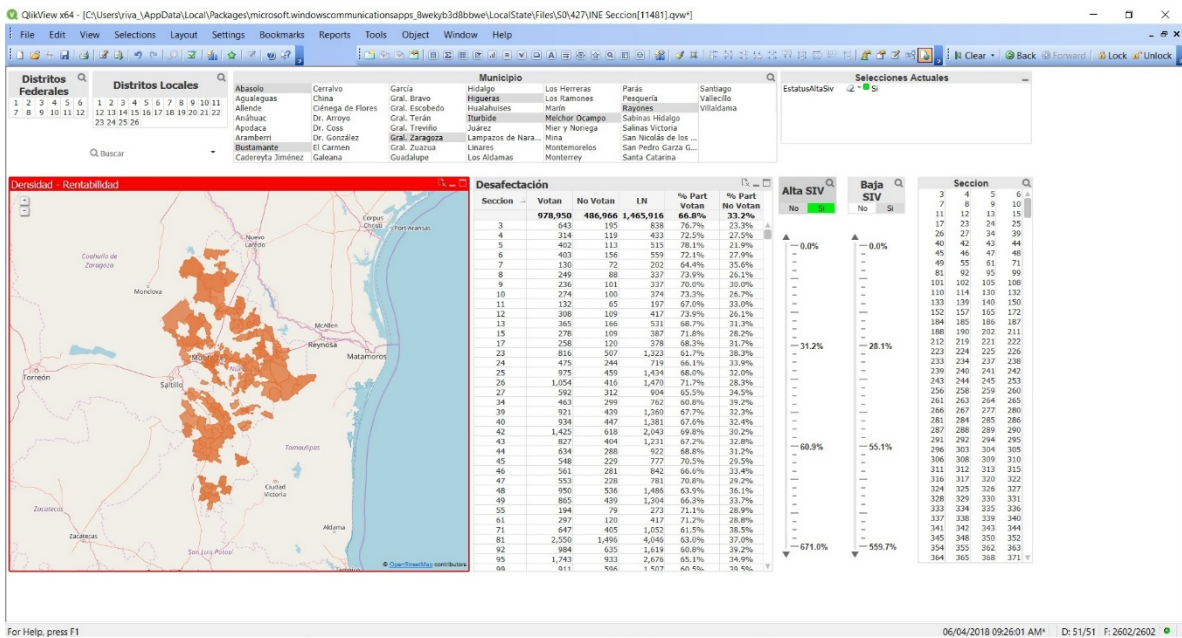 QlikView x64 - [C:\Users\riva_\AppData\Local\Packages\microsoft.windowscommunicationsapps_8wekyb3d8bbwe\LocalState\Files\S0\427\INE Seccion[11481].qvw*]
File Edit View Selections Layout Settings Bookmarks Reports Tools Object Window Help
Clear Back Forward Lock Unlock
Distritos Federales
1 2 3 4 5 6
7 8 9 10 11 12
Distritos Locales
1 2 3 4 5 6 7 8 9 10 11
12 13 14 15 16 17 18 19 20 21 22
23 24 25 26
Buscar
Municipio
Abasolo Cerralvo García Hidalgo Los Herreras Parás Santiago
Agualeguas China Gral. Bravo Higueras Los Ramones Pesquería Vallecillo
Allende Ciénega de Flores Gral. Escobedo Hualahuises Marín Rayones Villaldama
Anáhuac Dr. Arroyo Gral. Terán Iturbide Melchor Ocampo Sabinas Hidalgo
Apodaca Dr. Coss Gral. Treviño Juárez Mier y Noriega Salinas Victoria
Aramberri Dr. González Gral. Zaragoza Lampazos de Nara... Mina San Nicolás de los ...
Bustamante El Carmen Gral. Zuazua Linares Montemorelos San Pedro Garza G...
Cadereyta Jiménez Galeana Guadalupe Los Aldamas Monterrey Santa Catarina
Selecciones Actuales
EstatusAltaSiv Si
Densidad - Rentabilidad
Corpus Christi
Port Aransas
Nuevo Laredo
Coahuila de Zaragoza
Monclova
McAllen
Reynosa
Matamoros
Torreón
Saltillo
Tamaulipas
Ciudad Victoria
Zacatecas
Zacatecas
Aldama
San Luis Potosí
© OpenStreetMap contributors
Desafectación
Seccion Votan No Votan LN % Part Votan % Part No Votan
978,950 486,966 1,465,916 66.8% 33.2%
3 643 195 838 76.7% 23.3%
4 314 119 433 72.5% 27.5%
5 402 113 515 78.1% 21.9%
6 403 156 559 72.1% 27.9%
7 130 72 202 64.4% 35.6%
8 249 88 337 73.9% 26.1%
9 236 101 337 70.0% 30.0%
10 274 100 374 73.3% 26.7%
11 132 65 197 67.0% 33.0%
12 308 109 417 73.9% 26.1%
13 365 166 531 68.7% 31.3%
15 278 109 387 71.8% 28.2%
17 258 120 378 68.3% 31.7%
23 816 507 1,323 61.7% 38.3%
24 475 244 719 66.1% 33.9%
25 975 459 1,434 68.0% 32.0%
26 1,054 416 1,470 71.7% 28.3%
27 592 312 904 65.5% 34.5%
34 463 299 762 60.8% 39.2%
39 921 439 1,360 67.7% 32.3%
40 934 447 1,381 67.6% 32.4%
42 1,425 618 2,043 69.8% 30.2%
43 827 404 1,231 67.2% 32.8%
44 634 288 922 68.8% 31.2%
45 548 229 777 70.5% 29.5%
46 561 281 842 66.6% 33.4%
47 553 228 781 70.8% 29.2%
48 950 536 1,486 63.9% 36.1%
49 865 439 1,304 66.3% 33.7%
55 194 79 273 71.1% 28.9%
61 297 120 417 71.2% 28.8%
71 647 405 1,052 61.5% 38.5%
81 2,550 1,496 4,046 63.0% 37.0%
92 984 635 1,619 60.8% 39.2%
95 1,743 933 2,676 65.1% 34.9%
99 911 596 1,507 60.5% 39.5%
Alta SIV
No Si
0.0%
31.2%
60.9%
671.0%
Baja SIV
No Si
0.0%
28.1%
55.1%
559.7%
Seccion
3 4 5 6
7 8 9 10
11 12 13 15
17 23 24 25
26 27 34 39
40 42 43 44
45 46 47 48
49 55 61 71
81 92 95 99
101 102 105 108
110 114 130 132
133 139 140 150
152 157 165 172
184 185 186 187
188 190 202 211
212 219 221 222
223 224 225 226
233 234 237 238
239 240 241 242
243 244 245 253
256 258 259 260
261 263 264 265
266 267 277 280
281 284 285 286
287 288 289 290
291 292 294 295
296 303 304 305
306 308 309 310
311 312 313 315
316 317 320 322
324 325 326 327
328 329 330 331
333 334 335 336
337 338 339 340
341 342 343 344
345 348 350 352
354 355 362 363
364 365 368 371
For Help, press F1
06/04/2018 09:26:01 AM* D: 51/51 F: 2602/2602